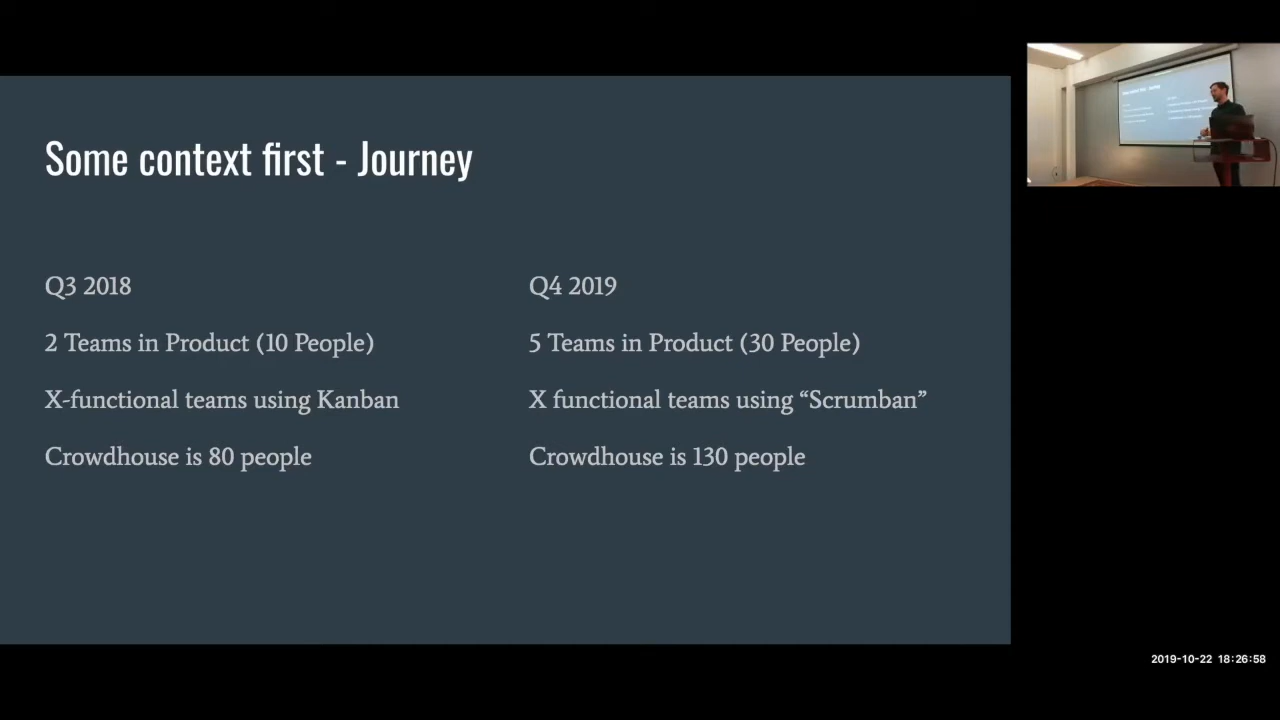 Some context first - Journey
Q3 2018
2 Teams in Product (10 People)
X-functional teams using Kanban
Crowdhouse is 80 people
Q4 2019
5 Teams in Product (30 People)
X functional teams using “Scrumban”
Crowdhouse is 130 people
2019-10-22 18:26:58